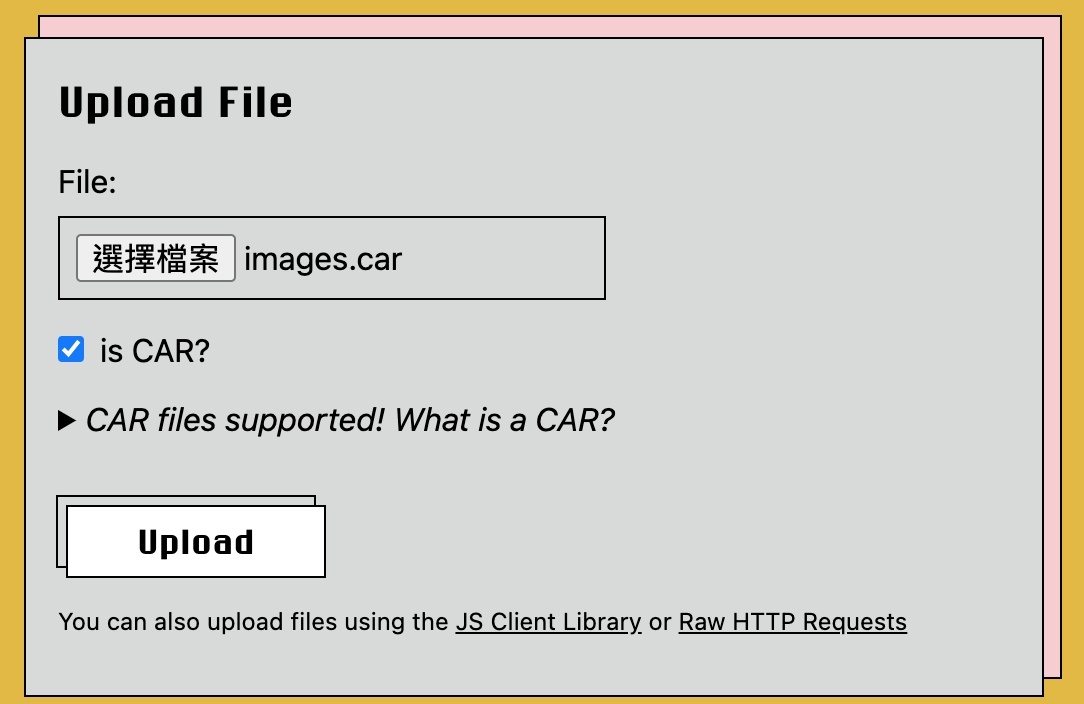 Upload File
File:
選擇檔案 images.car
is CAR?
CAR files supported! What is a CAR?
Upload
You can also upload files using the JS Client Library or Raw HTTP Requests